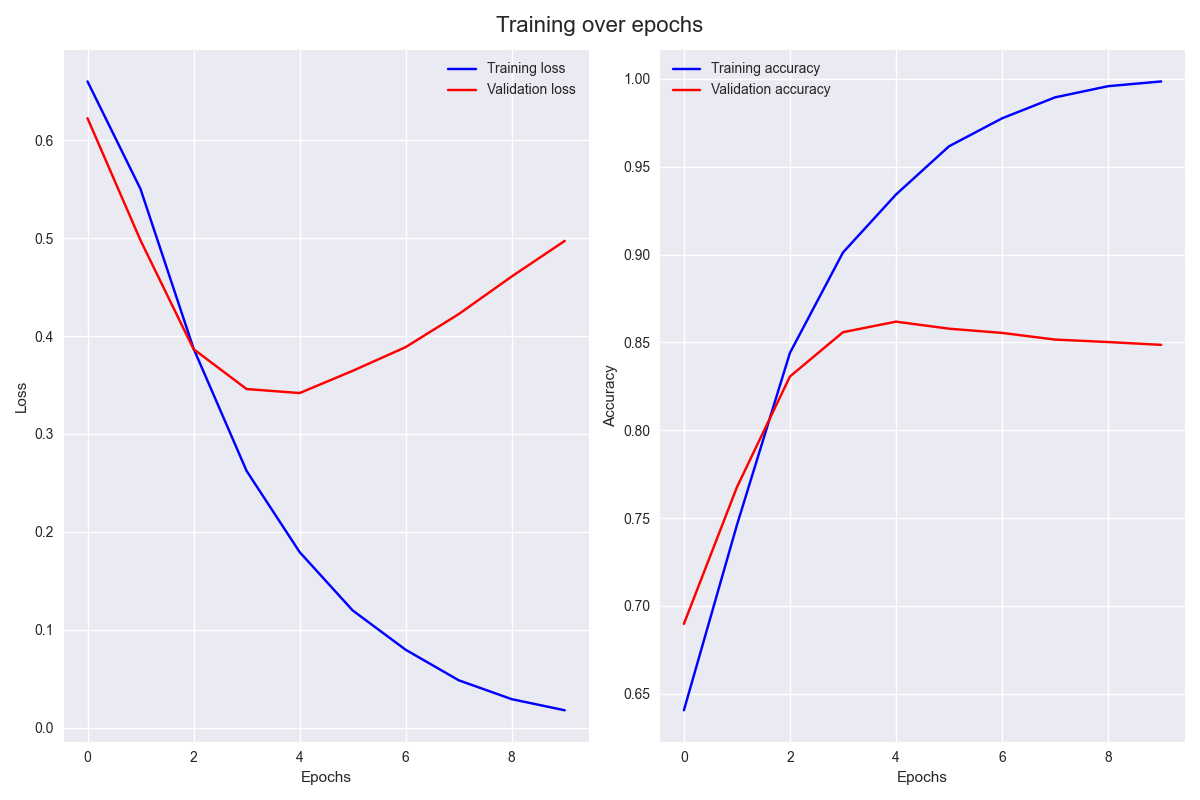 Training over epochs
Training loss
Validation loss
0.6
0.5
0.4
0.3
0.2
0.1
0.0
Loss
0 2 4 6 8
Epochs
Training accuracy
Validation accuracy
1.00
0.95
0.90
0.85
0.80
0.75
0.70
0.65
Accuracy
0 2 4 6 8
Epochs